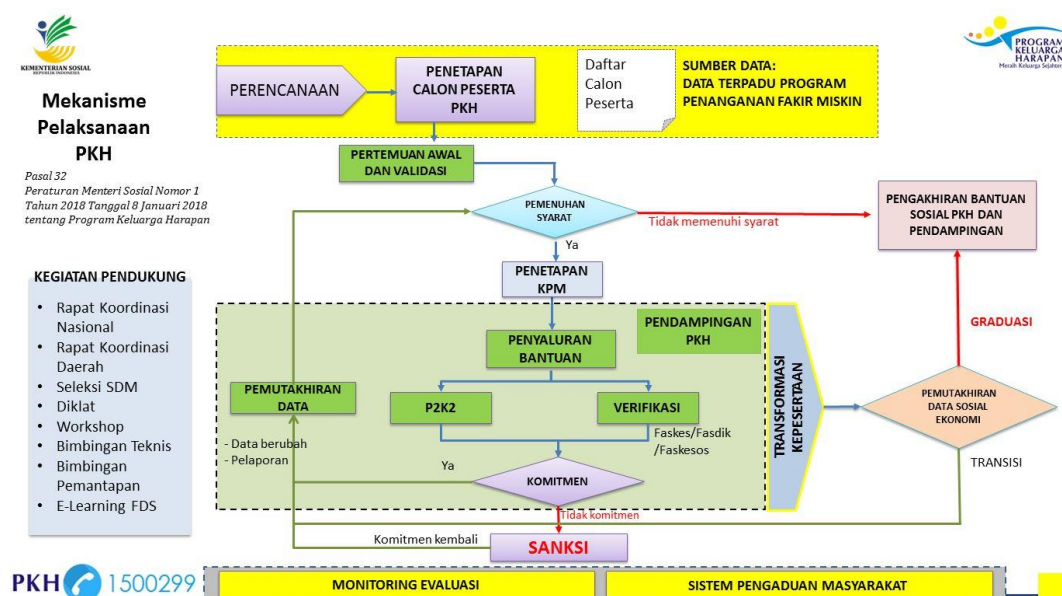 KEMENTERIAN SOSIAL
REPUBLIK INDONESIA
PROGRAM
KELUARGA
HARAPAN
Meraih Keluarga Sejahtera
Mekanisme
Pelaksanaan
PKH
Pasal 32
Peraturan Menteri Sosial Nomor 1
Tahun 2018 Tanggal 8 Januari 2018
tentang Program Keluarga Harapan
PERENCANAAN
PENETAPAN
CALON PESERTA
PKH
Daftar
Calon
Peserta
SUMBER DATA:
DATA TERPADU PROGRAM
PENANGANAN FAKIR MISKIN
PERTEMUAN AWAL
DAN VALIDASI
PEMENUHAN
SYARAT
Tidak memenuhi syarat
PENGAKHIRAN BANTUAN
SOSIAL PKH DAN
PENDAMPINGAN
Ya
PENETAPAN
KPM
KEGIATAN PENDUKUNG
• Rapat Koordinasi
Nasional
• Rapat Koordinasi
Daerah
• Seleksi SDM
• Diklat
• Workshop
• Bimbingan Teknis
• Bimbingan
Pemantapan
• E-Learning FDS
PENDAMPINGAN
PKH
PENYALURAN
BANTUAN
PEMUTAKHIRAN
DATA
P2K2
VERIFIKASI
- Data berubah
- Pelaporan
Faskes/Fasdik
/Faskesos
Ya
KOMITMEN
Tidak komitmen
Komitmen kembali
SANKSI
TRANSFORMASI
KEPESERTAAN
GRADUASI
PEMUTAKHIRAN
DATA SOSIAL
EKONOMI
TRANSISI
PKH 1500299
MONITORING EVALUASI
SISTEM PENGADUAN MASYARAKAT